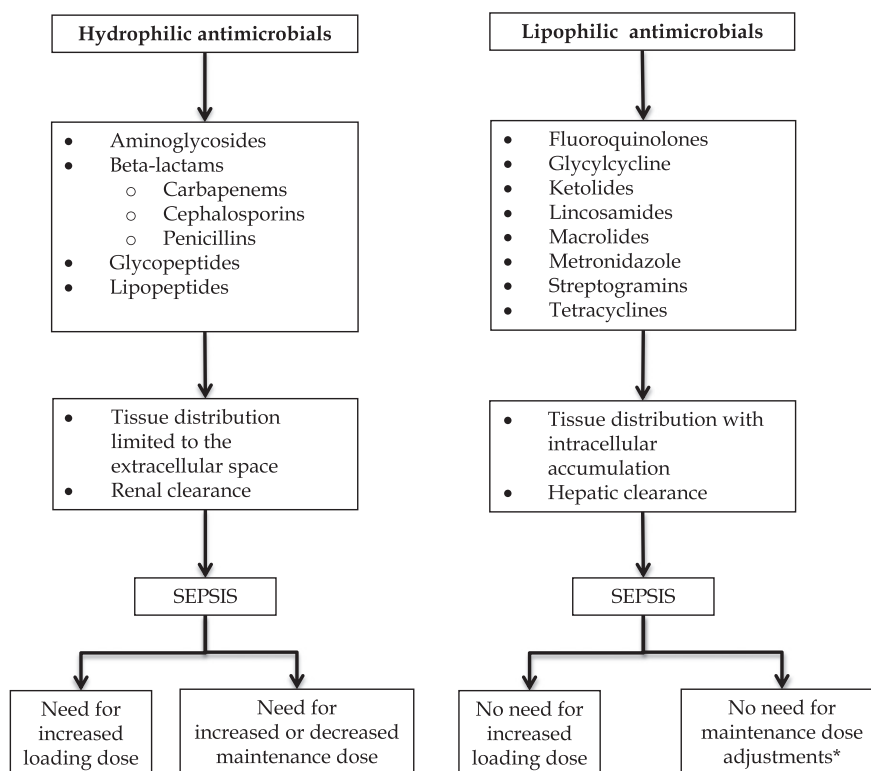 Hydrophilic antimicrobials
• Aminoglycosides
• Beta-lactams
o Carbapenems
o Cephalosporins
o Penicillins
• Glycopeptides
• Lipopeptides
• Tissue distribution
limited to the
extracellular space
• Renal clearance
SEPSIS
Need for
increased
loading dose
Need for
increased or decreased
maintenance dose
Lipophilic antimicrobials
• Fluoroquinolones
• Glycylcycline
• Ketolides
• Lincosamides
• Macrolides
• Metronidazole
• Streptogramins
• Tetracyclines
• Tissue distribution with
intracellular
accumulation
• Hepatic clearance
SEPSIS
No need for
increased
loading dose
No need for
maintenance dose
adjustments*